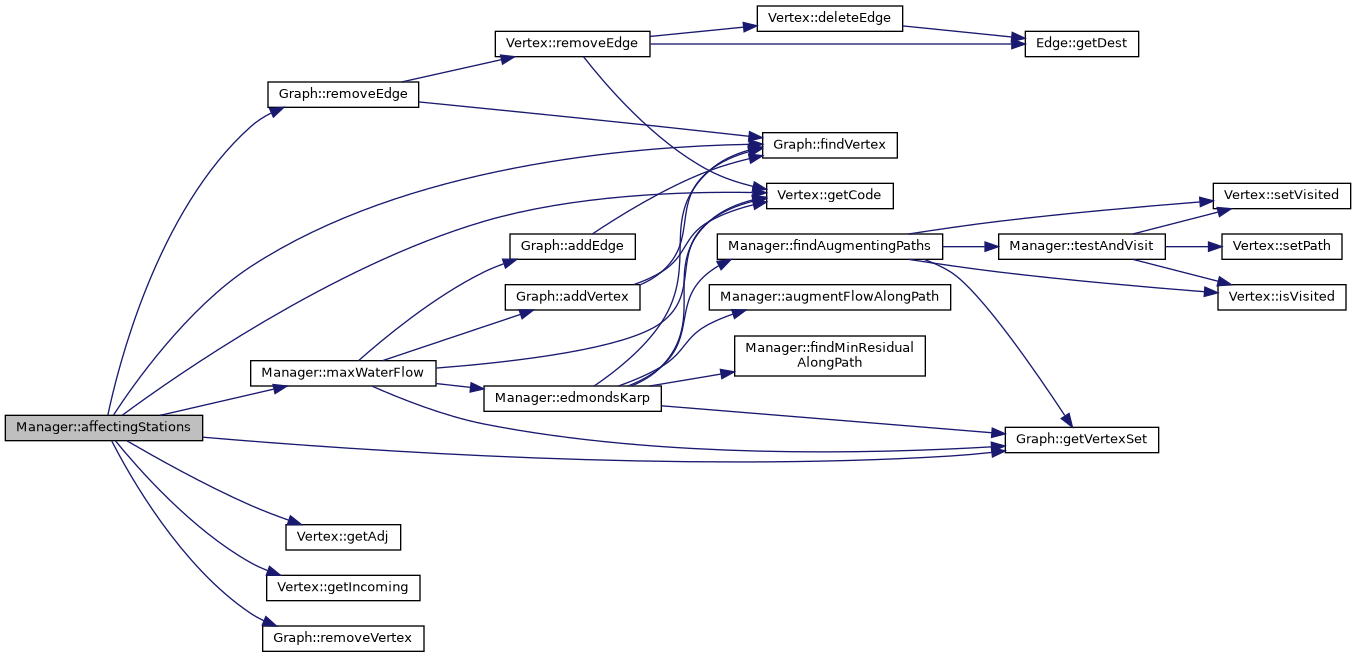 Vertex::deleteEdge
Vertex::removeEdge
Edge::getDest
Graph::removeEdge
Graph::findVertex
Vertex::getCode
Vertex::setVisited
Graph::addEdge
Manager::findAugmentingPaths
Manager::testAndVisit
Vertex::setPath
Graph::addVertex
Manager::augmentFlowAlongPath
Vertex::isVisited
Manager::findMinResidual
AlongPath
Manager::maxWaterFlow
Manager::edmondsKarp
Manager::affectingStations
Graph::getVertexSet
Vertex::getAdj
Vertex::getIncoming
Graph::removeVertex